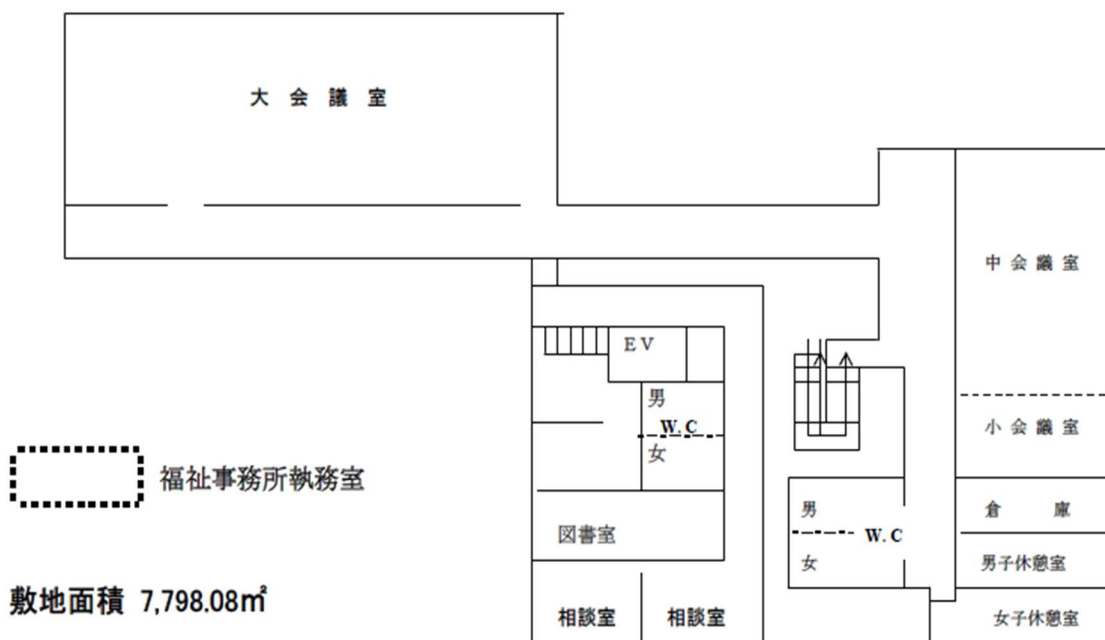 大 会 議 室
中 会 議 室
EV
男
W.C
女
小 会 議 室
福祉事務所執務室
図書室
男
W.C
女
倉 庫
男子休憩室
敷地面積 7,798.08㎡
相談室 相談室
女子休憩室